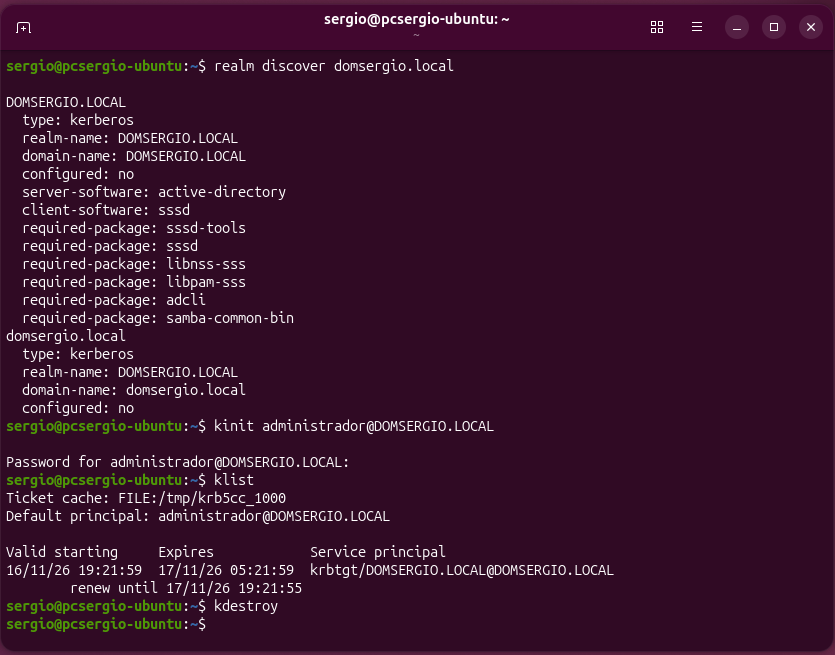 sergio@pcsergio-ubuntu: ~
~
sergio@pcsergio-ubuntu:~$ realm discover domsergio.local
DOMSERGIO.LOCAL
  type: kerberos
  realm-name: DOMSERGIO.LOCAL
  domain-name: DOMSERGIO.LOCAL
  configured: no
  server-software: active-directory
  client-software: sssd
  required-package: sssd-tools
  required-package: sssd
  required-package: libnss-sss
  required-package: libpam-sss
  required-package: adcli
  required-package: samba-common-bin
domsergio.local
  type: kerberos
  realm-name: DOMSERGIO.LOCAL
  domain-name: domsergio.local
  configured: no
sergio@pcsergio-ubuntu:~$ kinit administrador@DOMSERGIO.LOCAL
Password for administrador@DOMSERGIO.LOCAL:
sergio@pcsergio-ubuntu:~$ klist
Ticket cache: FILE:/tmp/krb5cc_1000
Default principal: administrador@DOMSERGIO.LOCAL
Valid starting     Expires            Service principal
16/11/26 19:21:59  17/11/26 05:21:59  krbtgt/DOMSERGIO.LOCAL@DOMSERGIO.LOCAL
        renew until 17/11/26 19:21:55
sergio@pcsergio-ubuntu:~$ kdestroy
sergio@pcsergio-ubuntu:~$